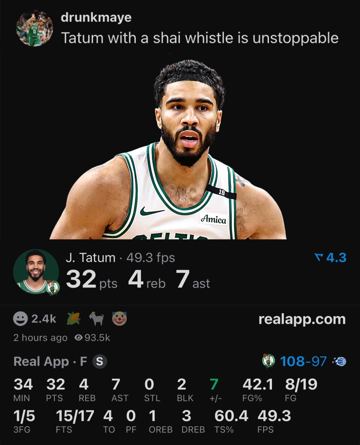 drunkmaye
Tatum with a shai whistle is unstoppable
Amica
CELTIC
J. Tatum · 49.3 fps
4.3
32 pts 4 reb 7 ast
2.4k
realapp.com
2 hours ago 93.5k
Real App · F S
108-97
34 32 4 7 0 2 7 42.1 8/19
MIN PTS REB AST STL BLK +/- FG% FG
1/5 15/17 4 0 1 3 60.4 49.3
3FG FTS TO PF OREB DREB TS% FPS